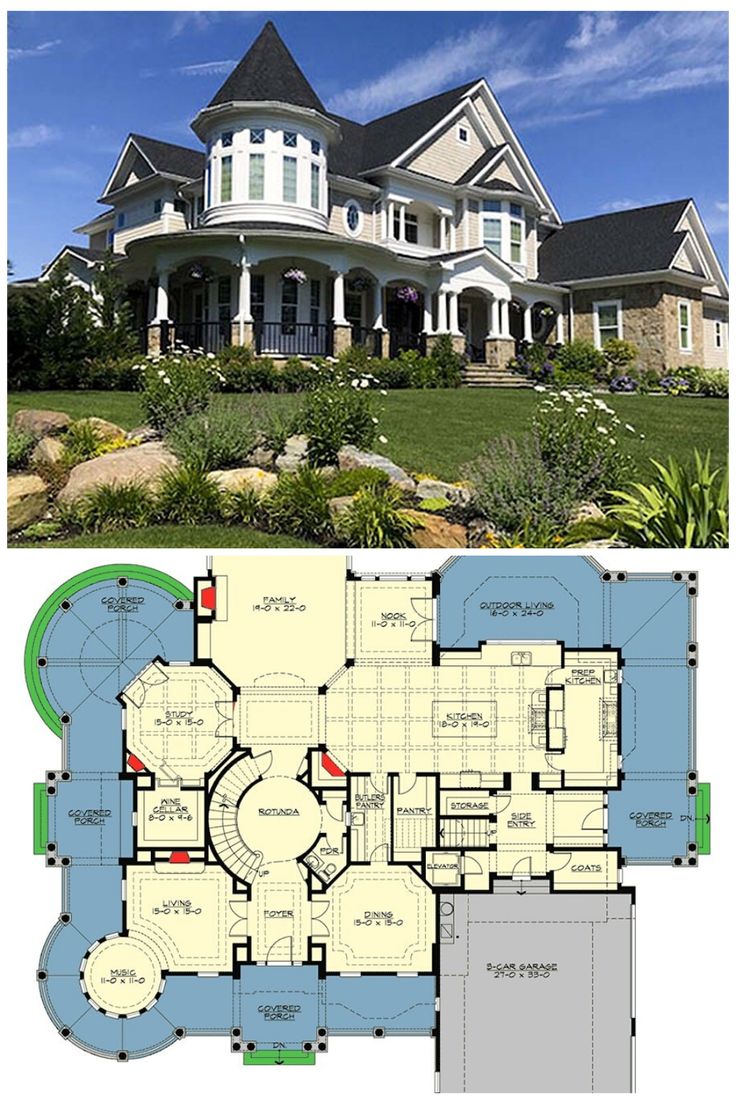 COVERED
PORCH
FAMILY
19-0 x 22-0
NOOK
11-0 x 11-0
OUTDOOR LIVING
16-0 x 24-0
PREP
KITCHEN
STUDY
15-0 x 15-0
KITCHEN
18-0 x 19-0
WINE
CELLAR
8-0 x 9-6
ROTUNDA
BUTLERS
PANTRY
PANTRY
STORAGE
SIDE
ENTRY
COVERED
PORCH
COVERED
PORCH
DN.
PDR.
UP
ELEVATOR
COATS
LIVING
15-0 x 15-0
FOYER
DINING
15-0 x 15-0
MUSIC
11-0 x 11-0
3-CAR GARAGE
27-0 x 33-0
COVERED
PORCH
DN.